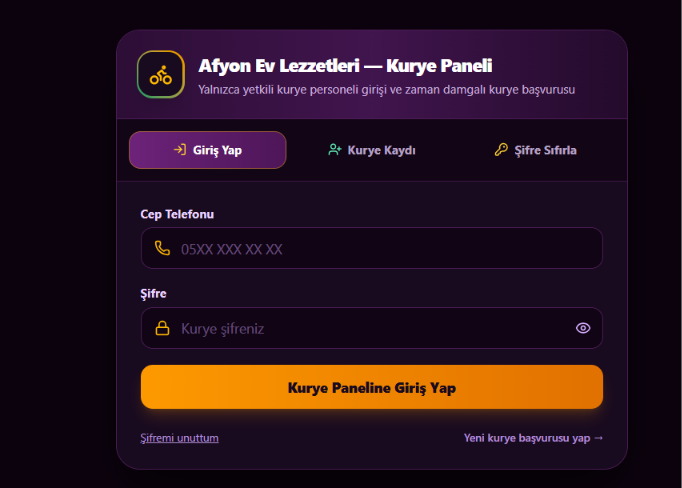 Afyon Ev Lezzetleri — Kurye Paneli
Yalnızca yetkili kurye personeli girişi ve zaman damgalı kurye başvurusu
Giriş Yap
Kurye Kaydı
Şifre Sıfırla
Cep Telefonu
05XX XXX XX XX
Şifre
Kurye şifreniz
Kurye Paneline Giriş Yap
Şifremi unuttum
Yeni kurye başvurusu yap →